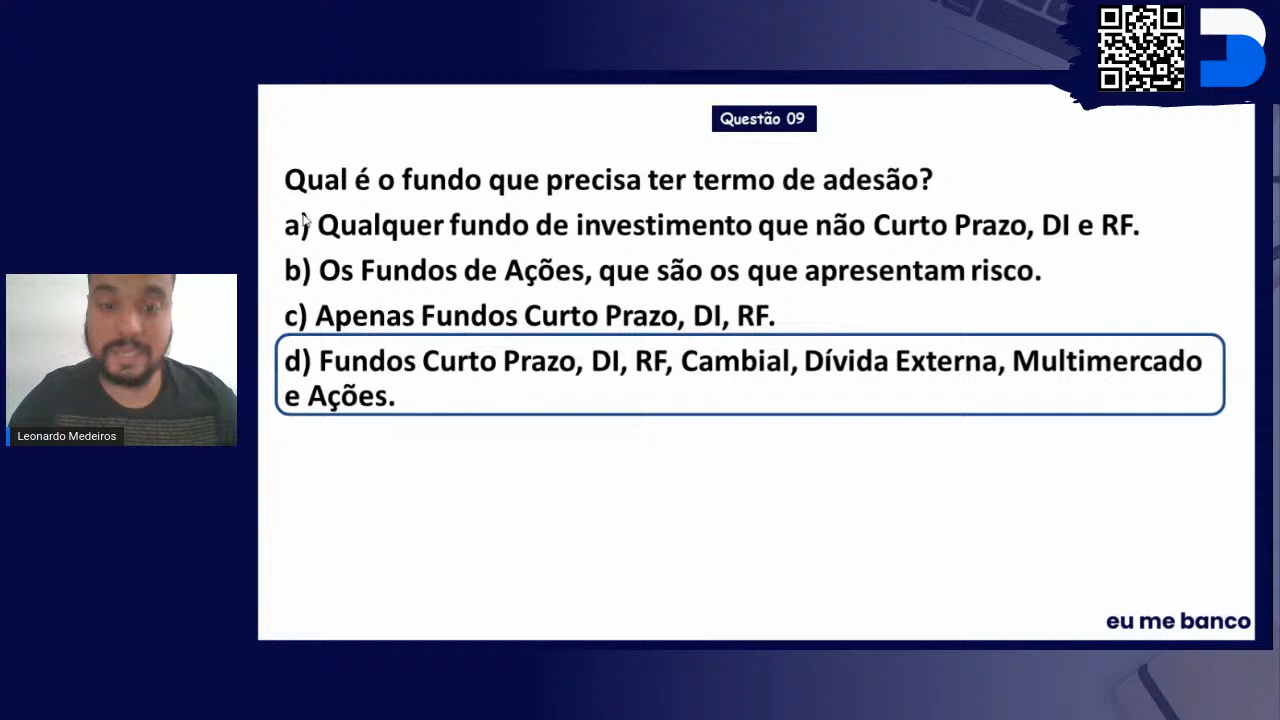 Questão 09
Qual é o fundo que precisa ter termo de adesão?
a) Qualquer fundo de investimento que não Curto Prazo, DI e RF.
b) Os Fundos de Ações, que são os que apresentam risco.
c) Apenas Fundos Curto Prazo, DI, RF.
d) Fundos Curto Prazo, DI, RF, Cambial, Dívida Externa, Multimercado
e Ações.
Leonardo Medeiros
eu me banco